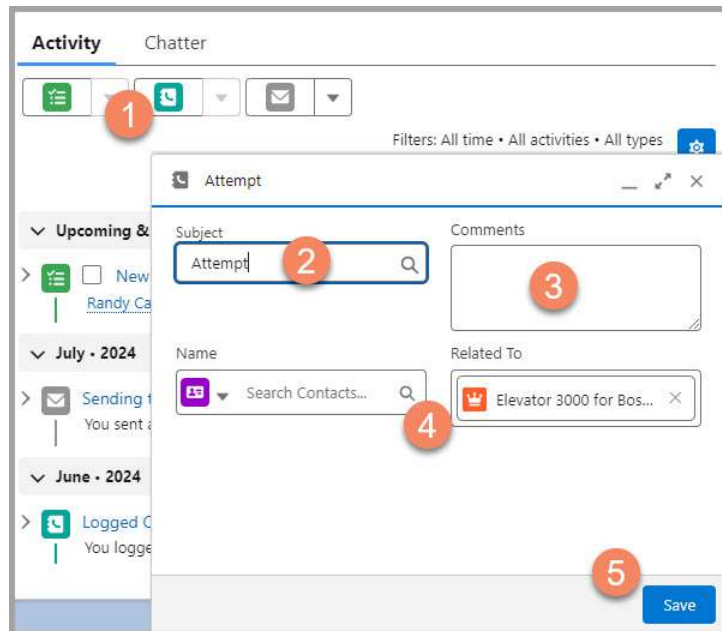 Activity Chatter
1
Filters: All time • All activities • All types
Attempt
Upcoming &
Subject
Comments
Attempt
2
3
New
Randy Ca
July • 2024
Name
Related To
Search Contacts...
Elevator 3000 for Bos...
4
Sending t
You sent a
June • 2024
Logged C
You logge
5
Save